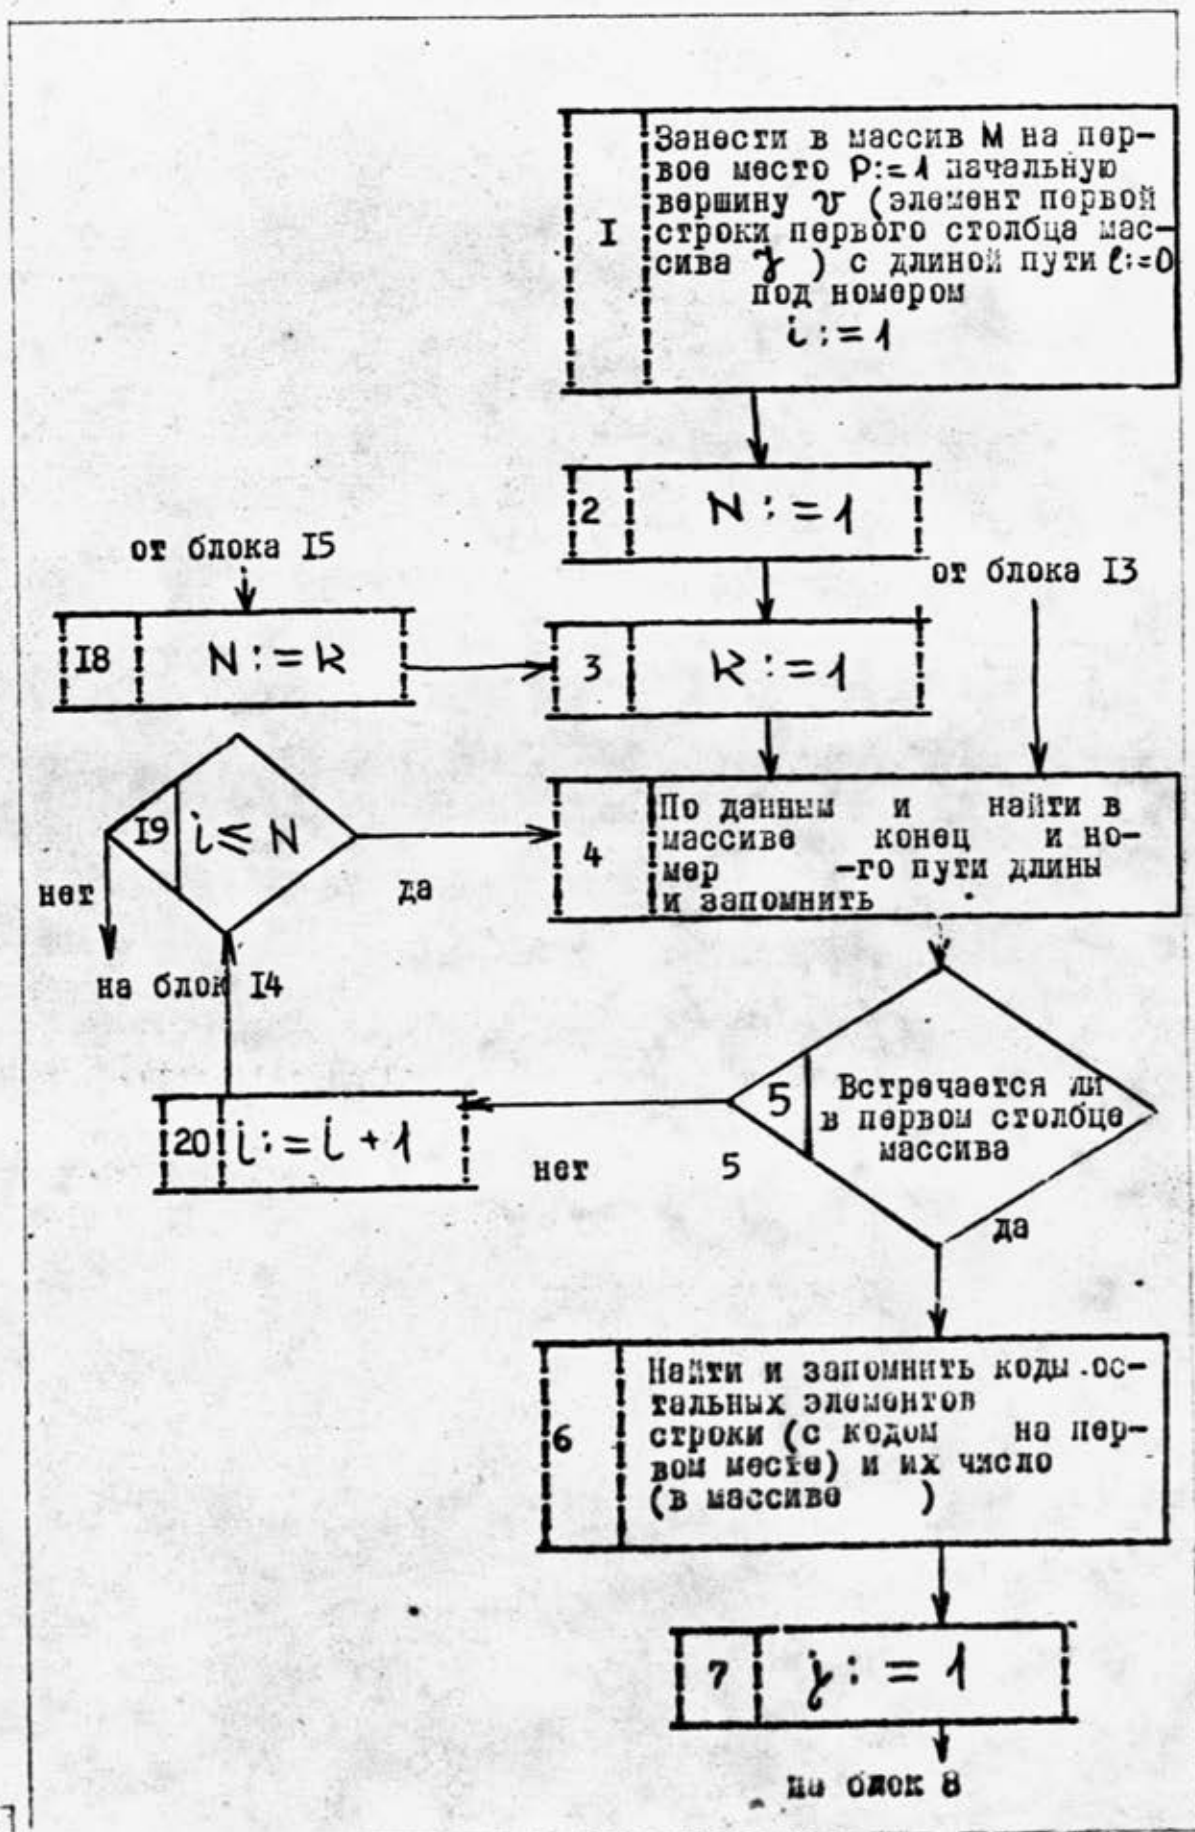 Занести в массив M на пер-
вое место P:=1 начальную
вершину v (элемент первой
I
строки первого столбца мас-
сива J ) с длиной пути ℓ:=0
под номером
i:=1
2 N:=1
от блока I5
от блока I3
I8 N:=K
3 K:=1
I9 i≤N
нет
да
на блок I4
4
По данным и найти в
массиве конец и но-
мер -го пути длины
и запомнить
5
Встречается ли
в первом столбце
массива
20 i:=i+1
нет
5
да
6
Найти и запомнить коды ос-
тальных элементов
строки (с кодом на пер-
вом месте) и их число
(в массиве )
7 j:=1
на блок 8